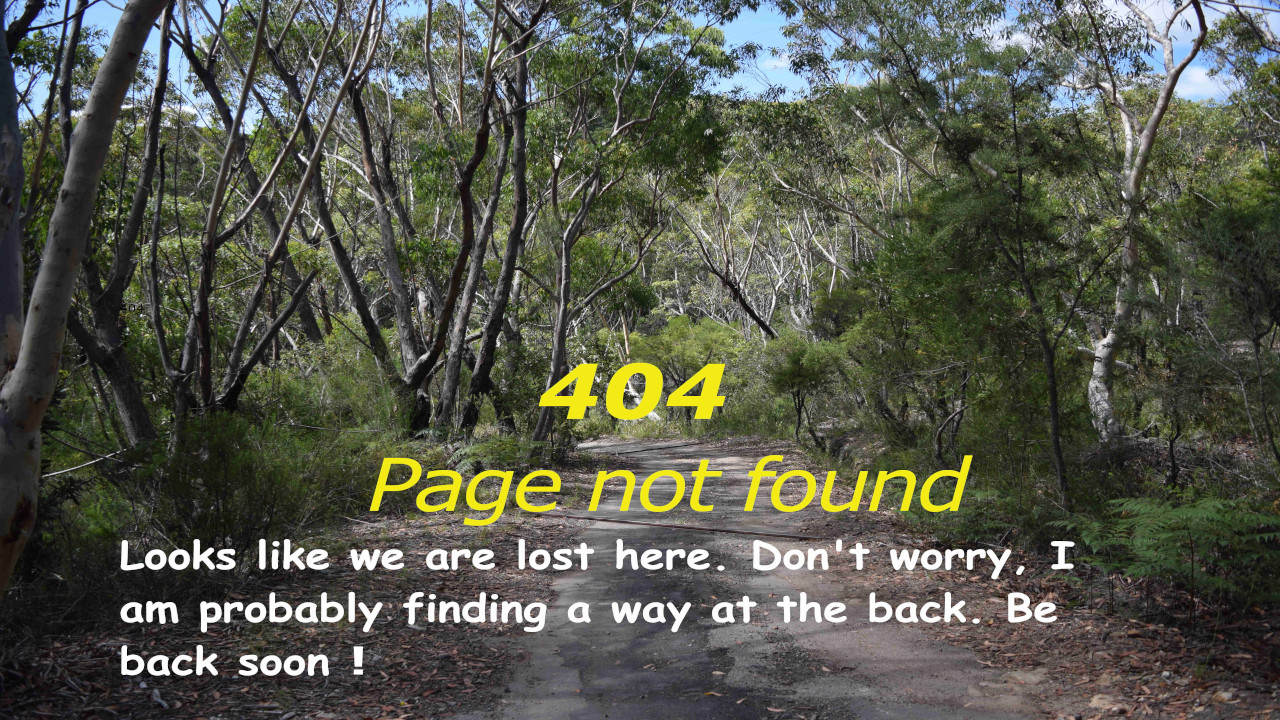 404
Page not found
Looks like we are lost here. Don't worry, I
am probably finding a way at the back. Be
back soon !